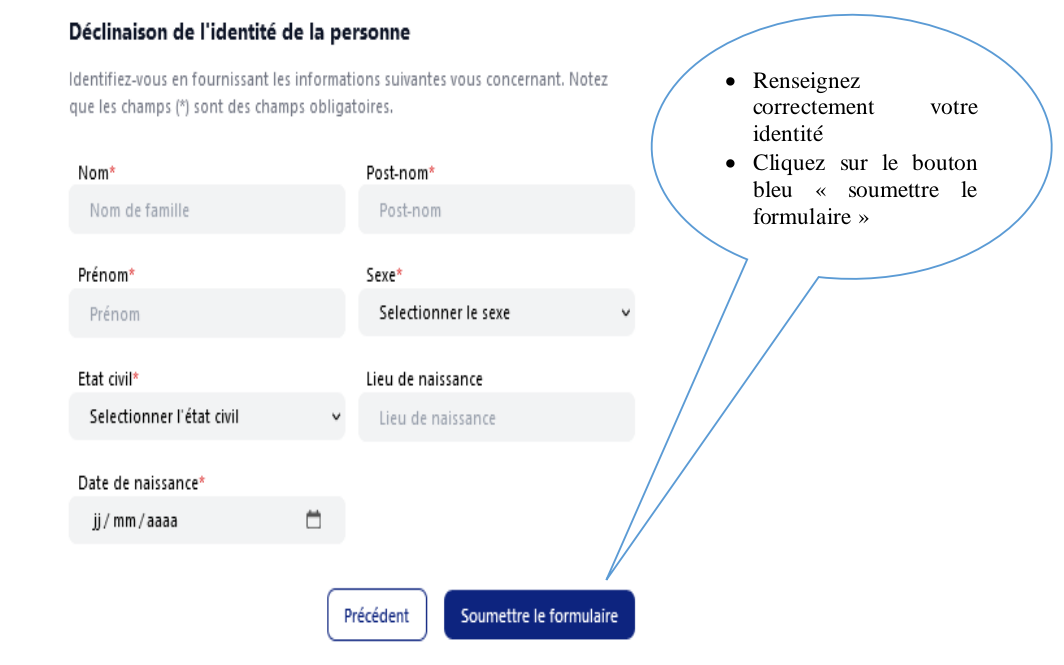 Déclinaison de l'identité de la personne
Identifiez-vous en fournissant les informations suivantes vous concernant. Notez
que les champs (*) sont des champs obligatoires.
Nom*
Post-nom*
Nom de famille
Post-nom
Prénom*
Sexe*
Prénom
Selectionner le sexe
Etat civil*
Lieu de naissance
Selectionner l'état civil
Lieu de naissance
Date de naissance*
jj / mm / aaaa
Précédent
Soumettre le formulaire
• Renseignez
correctement votre
identité
• Cliquez sur le bouton
bleu « soumettre le
formulaire »